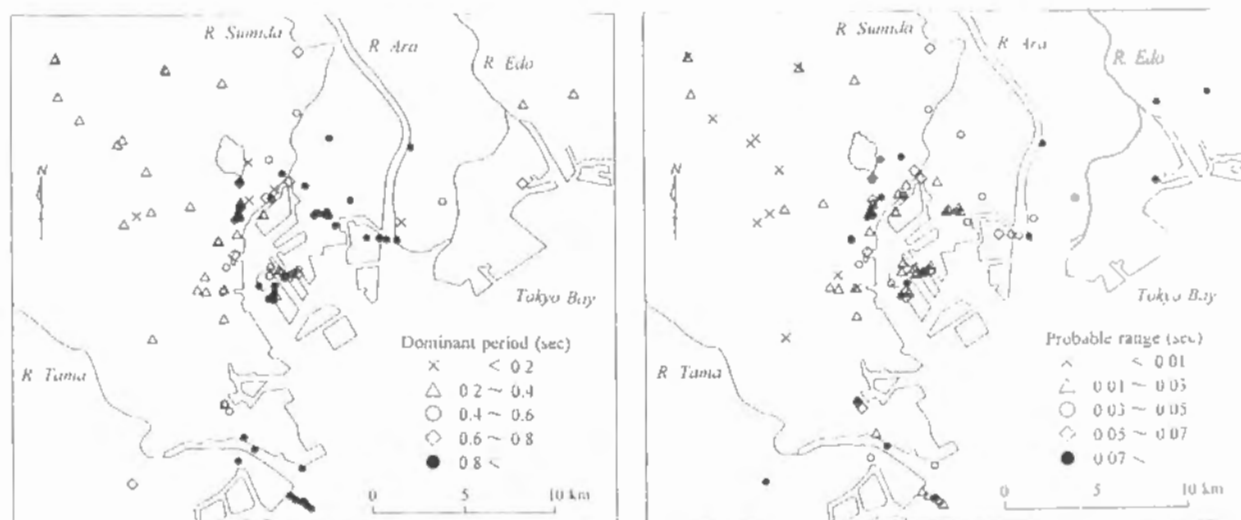 R Sumida
R Ara
R Edo
N
Tokyo Bay
R Tama
Dominant period (sec)
× < 0.2
△ 0.2 ~ 0.4
○ 0.4 ~ 0.6
◇ 0.6 ~ 0.8
● 0.8 <
0 5 10 km
R Sumida
R Ara
R Edo
N
Tokyo Bay
R Tama
Probable range (sec)
× < 0.01
△ 0.01 ~ 0.03
○ 0.03 ~ 0.05
◇ 0.05 ~ 0.07
● 0.07 <
0 5 10 km